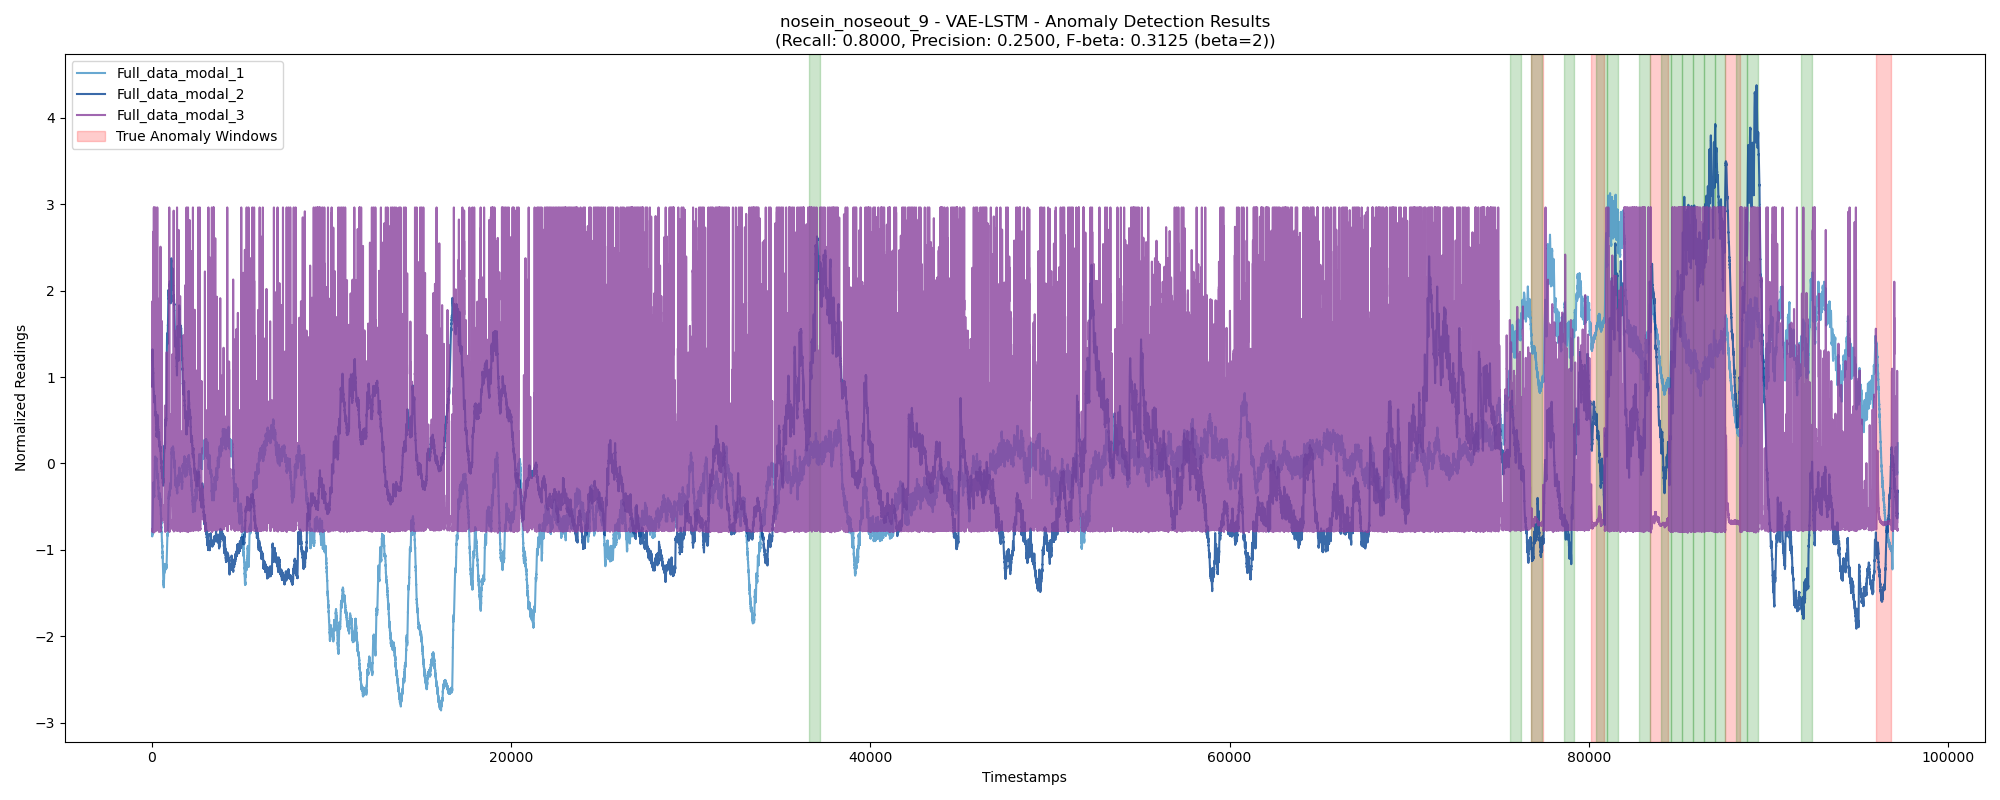 nosein_noseout_9 - VAE-LSTM - Anomaly Detection Results
(Recall: 0.8000, Precision: 0.2500, F-beta: 0.3125 (beta=2))
Full_data_modal_1
Full_data_modal_2
Full_data_modal_3
True Anomaly Windows
Normalized Readings
4
3
2
1
0
−1
−2
−3
0
20000
40000
60000
80000
100000
Timestamps